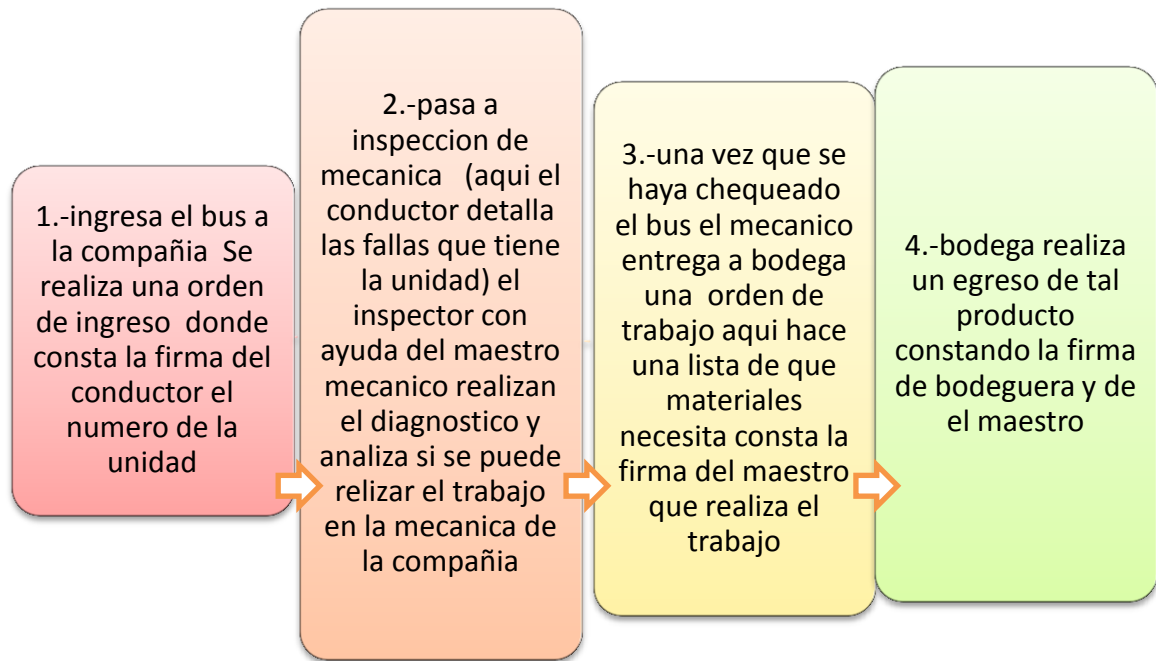 1.-ingresa el bus a
la compañia  Se
realiza una orden
de ingreso  donde
consta la firma del
conductor el
numero de la
unidad
2.-pasa a
inspeccion de
mecanica   (aqui el
conductor detalla
las fallas que tiene
la unidad) el
inspector con
ayuda del maestro
mecanico realizan
el diagnostico y
analiza si se puede
relizar el trabajo
en la mecanica de
la compañia
3.-una vez que se
haya chequeado
el bus el mecanico
entrega a bodega
una  orden de
trabajo aqui hace
una lista de que
materiales
necesita consta la
firma del maestro
que realiza el
trabajo
4.-bodega realiza
un egreso de tal
producto
constando la firma
de bodeguera y de
el maestro